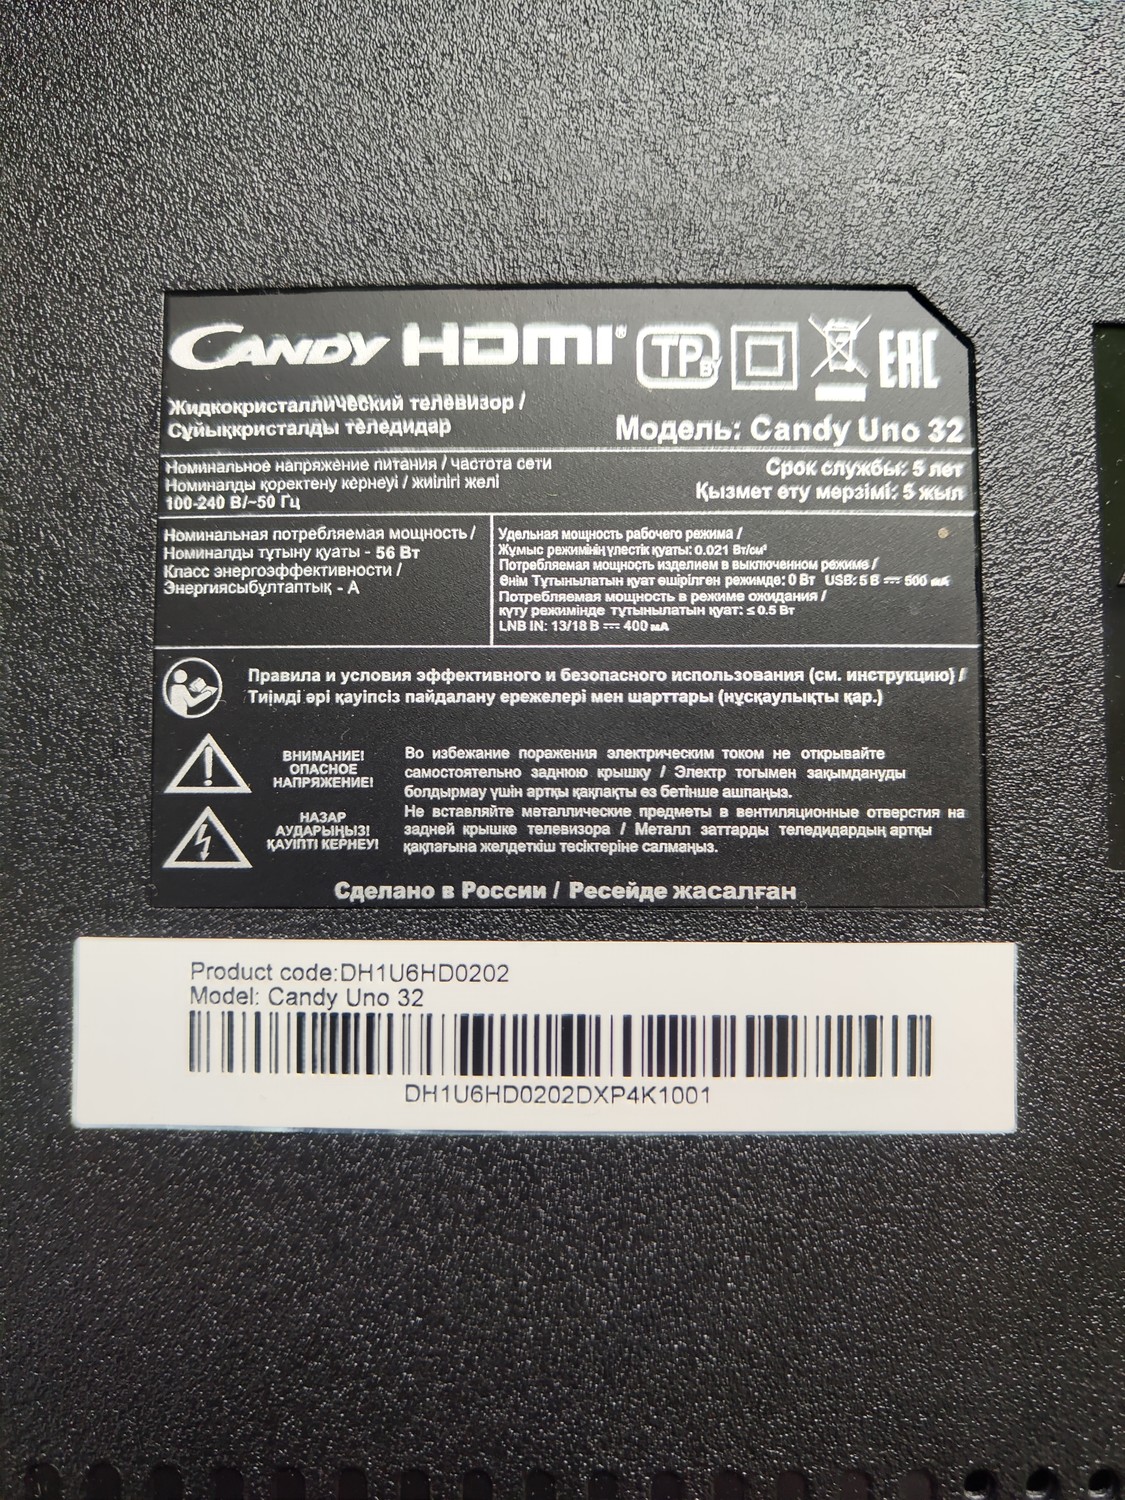 CANDY HDMI® TP BY EAC
Жидкокристаллический телевизор /
Сұйыққристалды теледидар
Модель: Candy Uno 32
Номинальное напряжение питания / частота сети
Номиналды қоректену кернеуі / жиілігі желі
100-240 В/~50 Гц
Срок службы: 5 лет
Қызмет ету мерзімі: 5 жыл
Номинальная потребляемая мощность /
Номиналды тұтыну қуаты - 56 Вт
Класс энергоэффективности /
Энергиясыбұлтаптық - А
Удельная мощность рабочего режима /
Жұмыс режимінің үлестік қуаты: 0.021 Вт/см²
Потребляемая мощность изделием в выключенном режиме /
Өнім Тұтынылатын қуат өшірілген режимде: 0 Вт USB: 5 В ⎓ 500 мА
Потребляемая мощность в режиме ожидания /
күту режимінде тұтынылатын қуат: ≤ 0.5 Вт
LNB IN: 13/18 В ⎓ 400 мА
Правила и условия эффективного и безопасного использования (см. инструкцию) /
Тиімді әрі қауіпсіз пайдалану ережелері мен шарттары (нұсқаулықты қар.)
ВНИМАНИЕ!
ОПАСНОЕ
НАПРЯЖЕНИЕ!
Во избежание поражения электрическим током не открывайте
самостоятельно заднюю крышку / Электр тогымен зақымдануды
болдырмау үшін артқы қақпақты өз бетінше ашпаңыз.
НАЗАР
АУДАРЫҢЫЗ!
ҚАУІПТІ КЕРНЕУ!
Не вставляйте металлические предметы в вентиляционные отверстия на
задней крышке телевизора / Металл заттарды теледидардың артқы
қақпағына желдеткіш тесіктеріне салмаңыз.
Сделано в России / Ресейде жасалған
Product code:DH1U6HD0202
Model: Candy Uno 32
DH1U6HD0202DXP4K1001